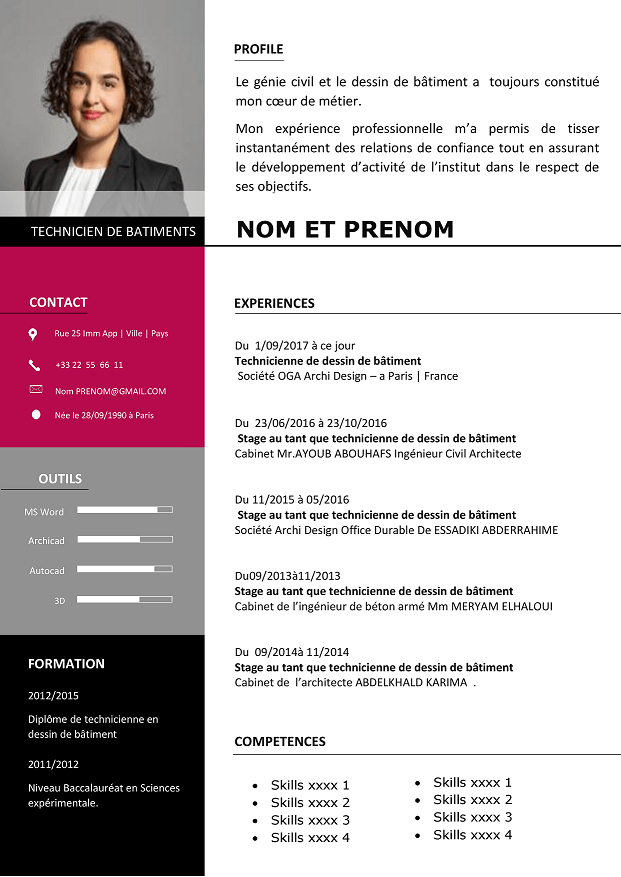 PROFILE
Le génie civil et le dessin de bâtiment a toujours constitué
mon cœur de métier.
Mon expérience professionnelle m’a permis de tisser
instantanément des relations de confiance tout en assurant
le développement d’activité de l’institut dans le respect de
ses objectifs.
TECHNICIEN DE BATIMENTS
NOM ET PRENOM
CONTACT
Rue 25 Imm App | Ville | Pays
+33 22 55 66 11
Nom PRENOM@GMAIL.COM
Née le 28/09/1990 à Paris
OUTILS
MS Word
Archicad
Autocad
3D
FORMATION
2012/2015
Diplôme de technicienne en
dessin de bâtiment
2011/2012
Niveau Baccalauréat en Sciences
expérimentale.
EXPERIENCES
Du 1/09/2017 à ce jour
Technicienne de dessin de bâtiment
Société OGA Archi Design – a Paris | France
Du 23/06/2016 à 23/10/2016
Stage au tant que technicienne de dessin de bâtiment
Cabinet Mr.AYOUB ABOUHAFS Ingénieur Civil Architecte
Du 11/2015 à 05/2016
Stage au tant que technicienne de dessin de bâtiment
Société Archi Design Office Durable De ESSADIKI ABDERRAHIME
Du09/2013à11/2013
Stage au tant que technicienne de dessin de bâtiment
Cabinet de l’ingénieur de béton armé Mm MERYAM ELHALOUI
Du 09/2014à 11/2014
Stage au tant que technicienne de dessin de bâtiment
Cabinet de l’architecte ABDELKHALD KARIMA .
COMPETENCES
• Skills xxxx 1
• Skills xxxx 2
• Skills xxxx 3
• Skills xxxx 4
• Skills xxxx 1
• Skills xxxx 2
• Skills xxxx 3
• Skills xxxx 4